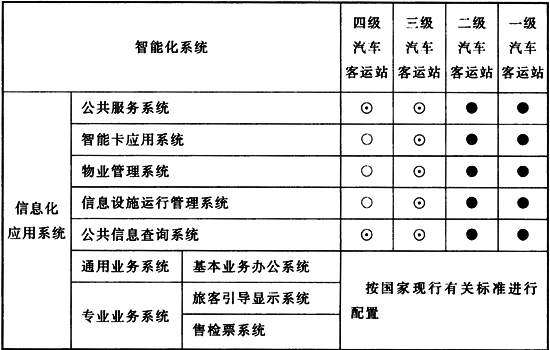 智能化系统 四级汽车客运站 三级汽车客运站 二级汽车客运站 一级汽车客运站
信息化应用系统
公共服务系统 ⊙ ⊙ ● ●
智能卡应用系统 ○ ⊙ ● ●
物业管理系统 ○ ⊙ ● ●
信息设施运行管理系统 ○ ⊙ ● ●
公共信息查询系统 ⊙ ⊙ ● ●
通用业务系统 基本业务办公系统
专业业务系统 旅客引导显示系统
售检票系统
按国家现行有关标准进行
配置